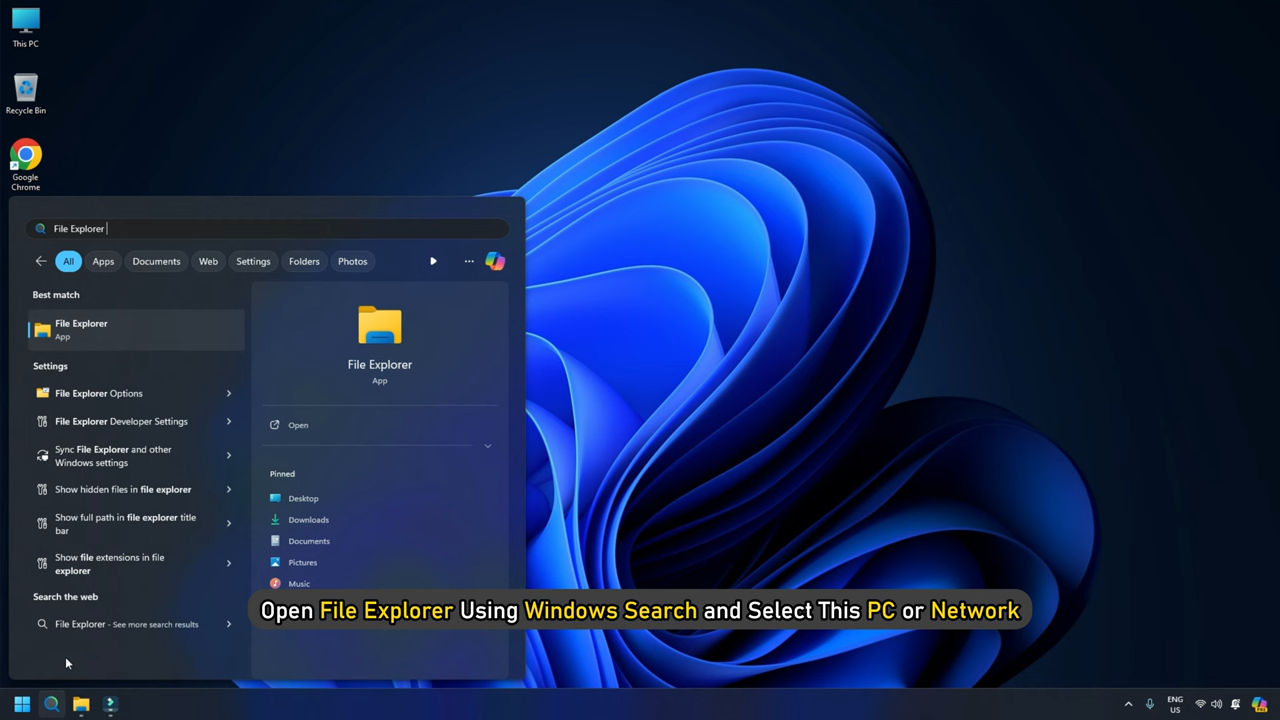 This PC
Recycle Bin
Google
Chrome
File Explorer
All
Apps
Documents
Web
Settings
Folders
Photos
...
Best match
File Explorer
App
Settings
File Explorer Options
File Explorer Developer Settings
Sync File Explorer and other
Windows settings
Show hidden files in file explorer
Show full path in file explorer title
bar
Show file extensions in file
explorer
Search the web
File Explorer - See more search results
File Explorer
App
Open
Pinned
Desktop
Downloads
Documents
Pictures
Music
Open File Explorer Using Windows Search and Select This PC or Network
ENG
US